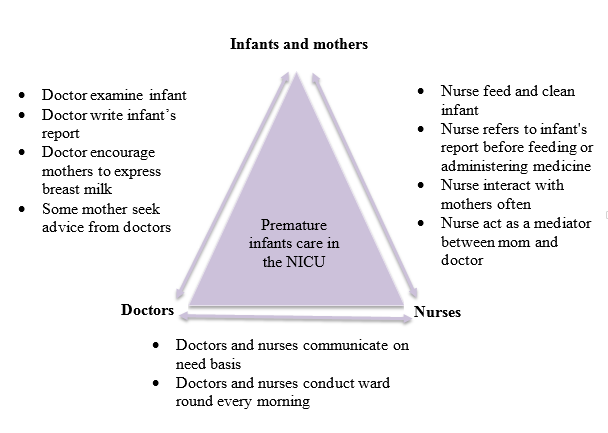 Infants and mothers
• Doctor examine infant
• Doctor write infant's
report
• Doctor encourage
mothers to express
breast milk
• Some mother seek
advice from doctors
• Nurse feed and clean
infant
• Nurse refers to infant's
report before feeding or
administering medicine
• Nurse interact with
mothers often
• Nurse act as a mediator
between mom and
doctor
Premature
infants care in
the NICU
Doctors
Nurses
• Doctors and nurses communicate on
need basis
• Doctors and nurses conduct ward
round every morning